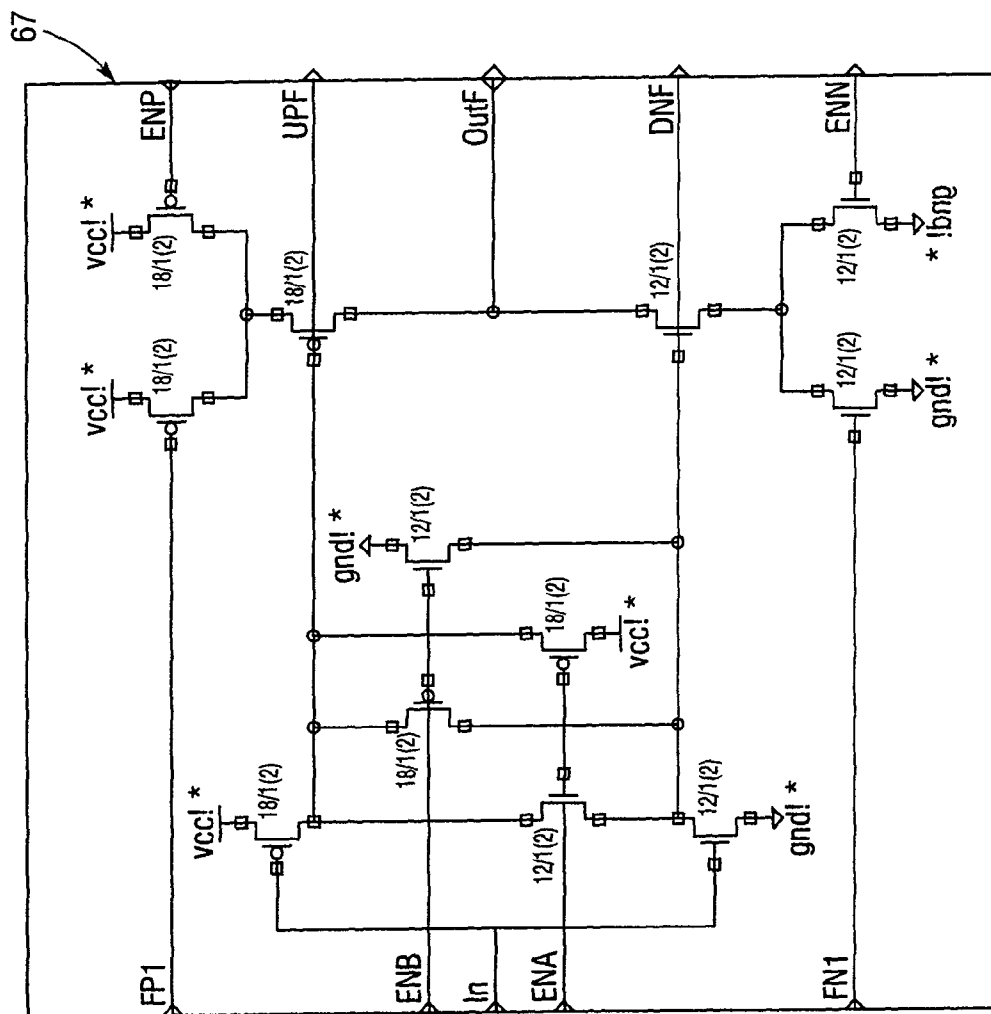 67
FP1
vcc! *
18/1(2)
vcc! *
18/1(2)
ENP
vcc! *
18/1(2)
18/1(2)
UPF
ENB
18/1(2)
gnd! *
12/1(2)
In
OutF
ENA
12/1(2)
18/1(2)
vcc! *
12/1(2)
gnd! *
12/1(2)
DNF
FN1
12/1(2)
gnd! *
12/1(2)
gnd! *
ENN